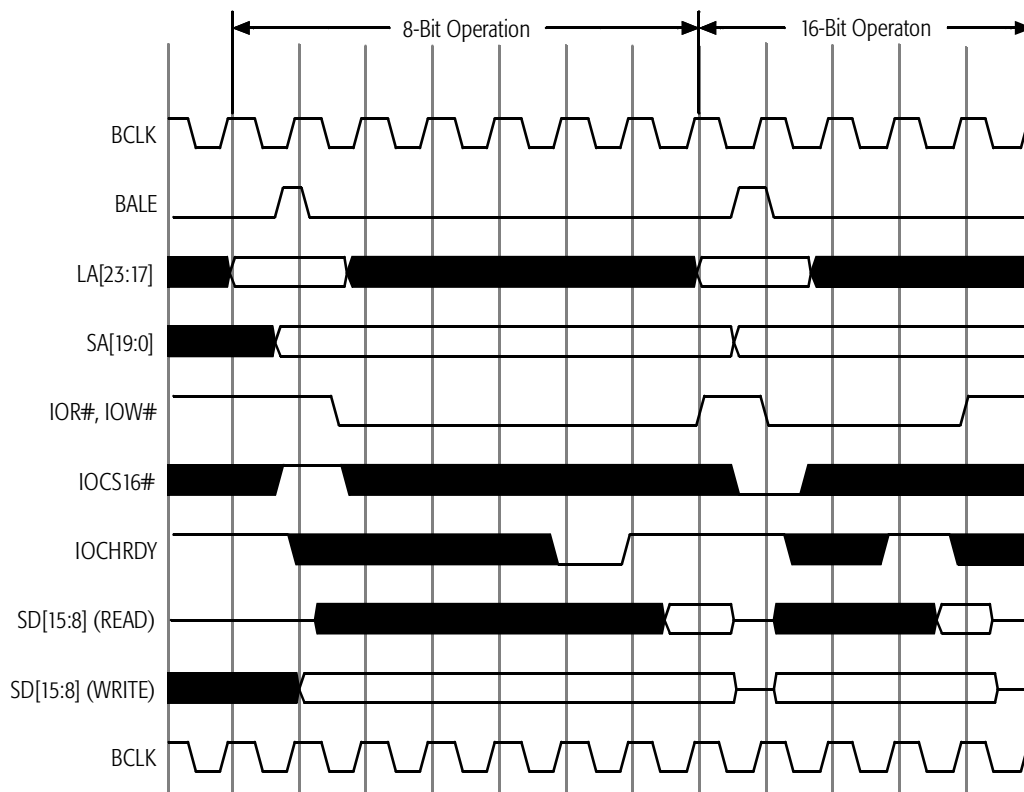 8-Bit Operation
16-Bit Operaton
BCLK
BALE
LA[23:17]
SA[19:0]
IOR#, IOW#
IOCS16#
IOCHRDY
SD[15:8] (READ)
SD[15:8] (WRITE)
BCLK